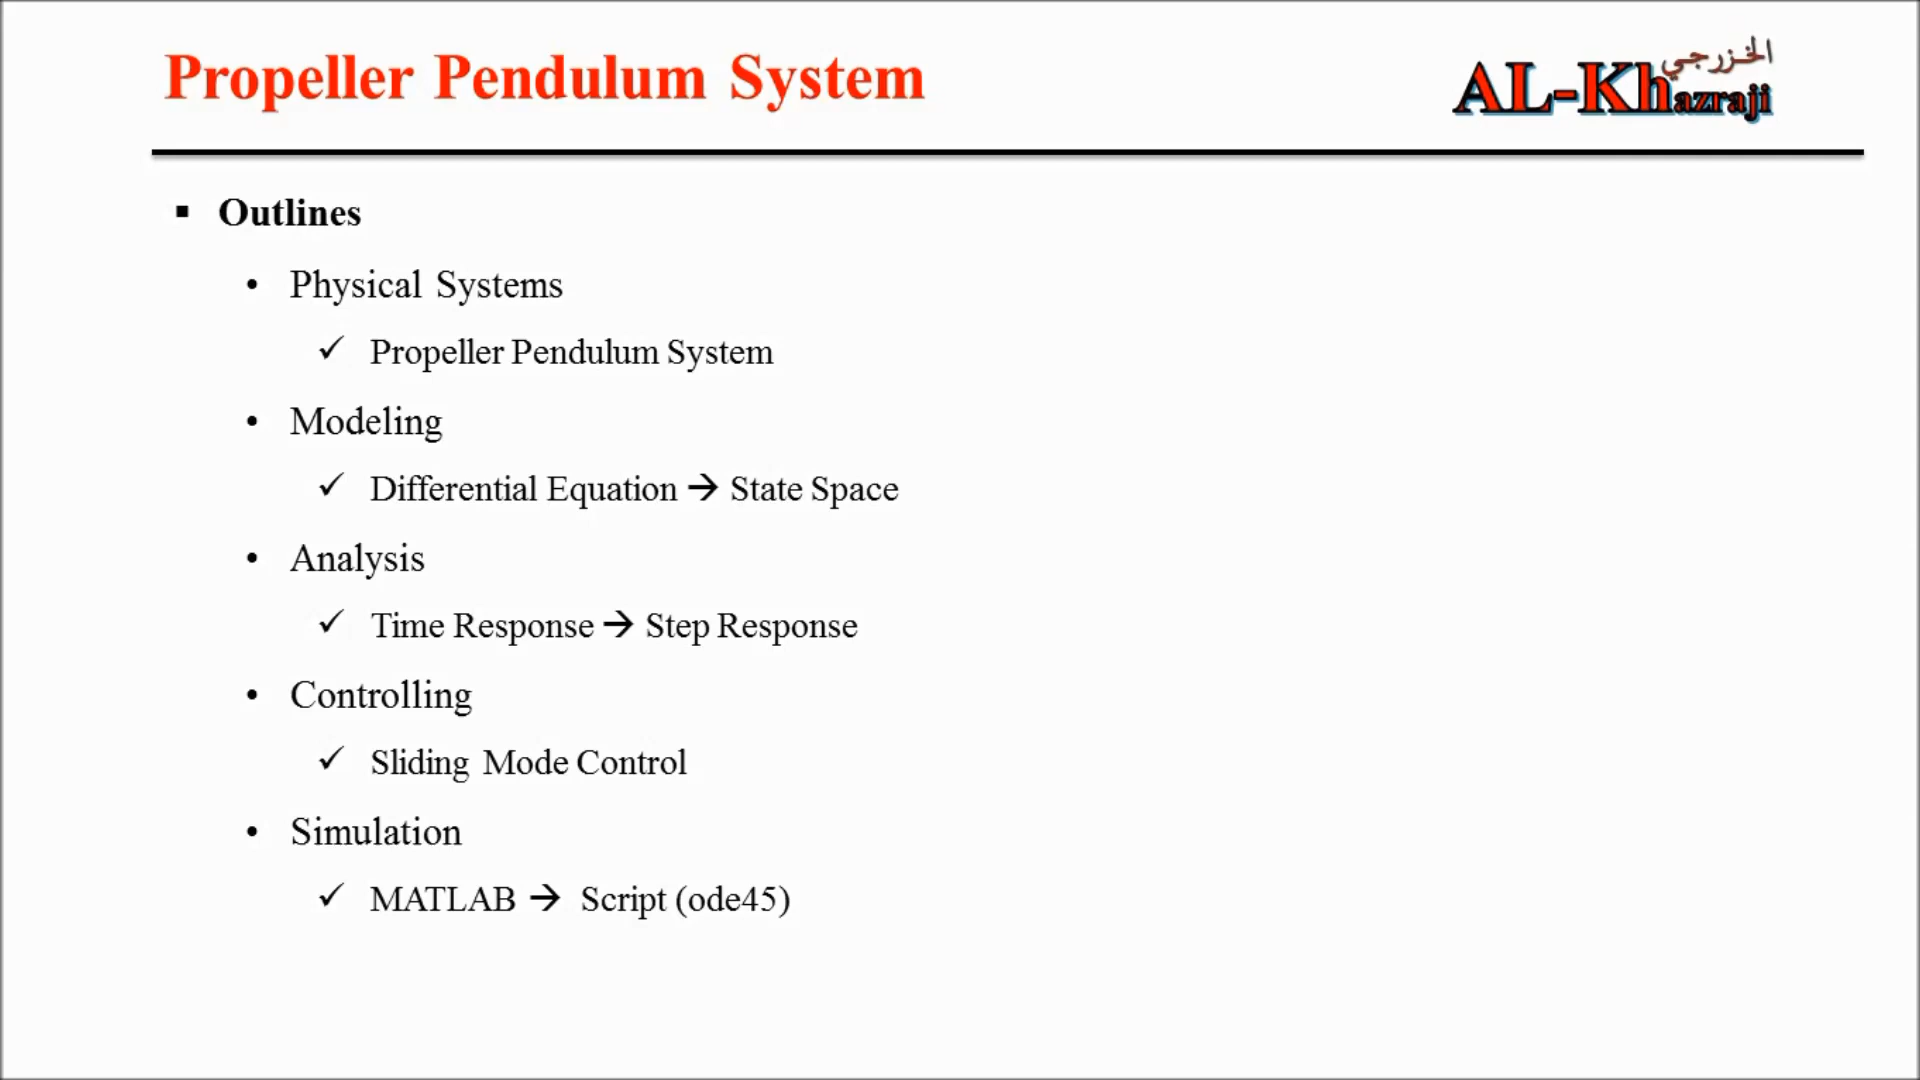 Propeller Pendulum System
الخزرجي
AL-Khazraji
▪ Outlines
• Physical Systems
✓ Propeller Pendulum System
• Modeling
✓ Differential Equation → State Space
• Analysis
✓ Time Response → Step Response
• Controlling
✓ Sliding Mode Control
• Simulation
✓ MATLAB → Script (ode45)